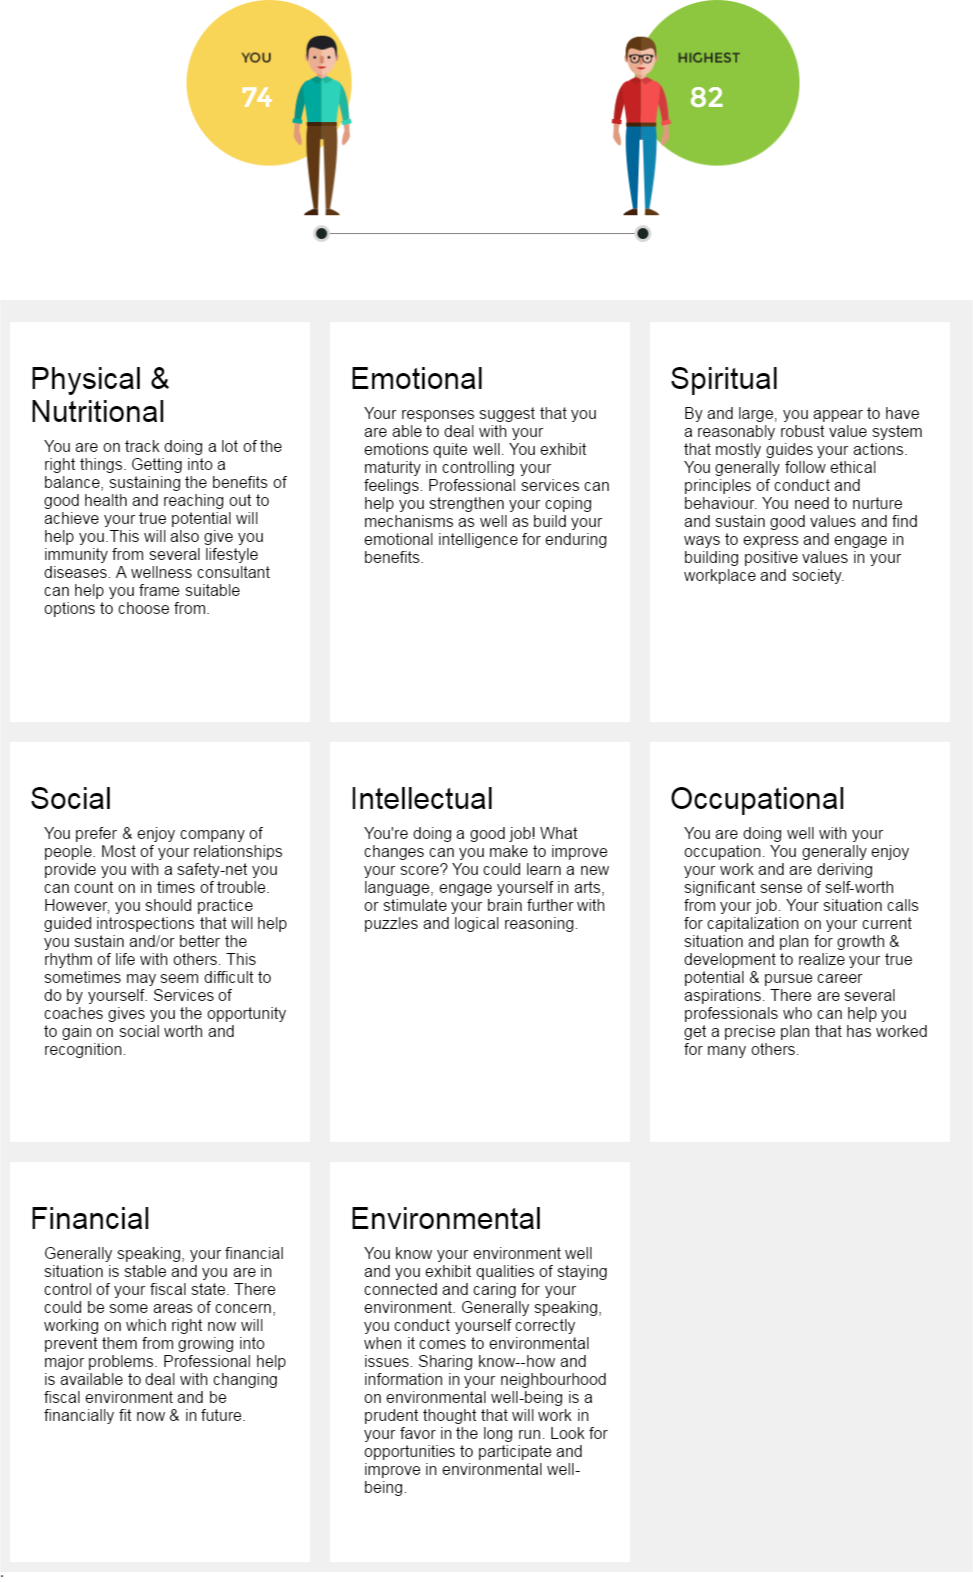 YOU
74
HIGHEST
82
Physical &
Nutritional
You are on track doing a lot of the
right things. Getting into a
balance, sustaining the benefits of
good health and reaching out to
achieve your true potential will
help you.This will also give you
immunity from several lifestyle
diseases. A wellness consultant
can help you frame suitable
options to choose from.
Emotional
Your responses suggest that you
are able to deal with your
emotions quite well. You exhibit
maturity in controlling your
feelings. Professional services can
help you strengthen your coping
mechanisms as well as build your
emotional intelligence for enduring
benefits.
Spiritual
By and large, you appear to have
a reasonably robust value system
that mostly guides your actions.
You generally follow ethical
principles of conduct and
behaviour. You need to nurture
and sustain good values and find
ways to express and engage in
building positive values in your
workplace and society.
Social
You prefer & enjoy company of
people. Most of your relationships
provide you with a safety-net you
can count on in times of trouble.
However, you should practice
guided introspections that will help
you sustain and/or better the
rhythm of life with others. This
sometimes may seem difficult to
do by yourself. Services of
coaches gives you the opportunity
to gain on social worth and
recognition.
Intellectual
You're doing a good job! What
changes can you make to improve
your score? You could learn a new
language, engage yourself in arts,
or stimulate your brain further with
puzzles and logical reasoning.
Occupational
You are doing well with your
occupation. You generally enjoy
your work and are deriving
significant sense of self-worth
from your job. Your situation calls
for capitalization on your current
situation and plan for growth &
development to realize your true
potential & pursue career
aspirations. There are several
professionals who can help you
get a precise plan that has worked
for many others.
Financial
Generally speaking, your financial
situation is stable and you are in
control of your fiscal state. There
could be some areas of concern,
working on which right now will
prevent them from growing into
major problems. Professional help
is available to deal with changing
fiscal environment and be
financially fit now & in future.
Environmental
You know your environment well
and you exhibit qualities of staying
connected and caring for your
environment. Generally speaking,
you conduct yourself correctly
when it comes to environmental
issues. Sharing know--how and
information in your neighbourhood
on environmental well-being is a
prudent thought that will work in
your favor in the long run. Look for
opportunities to participate and
improve in environmental well-
being.